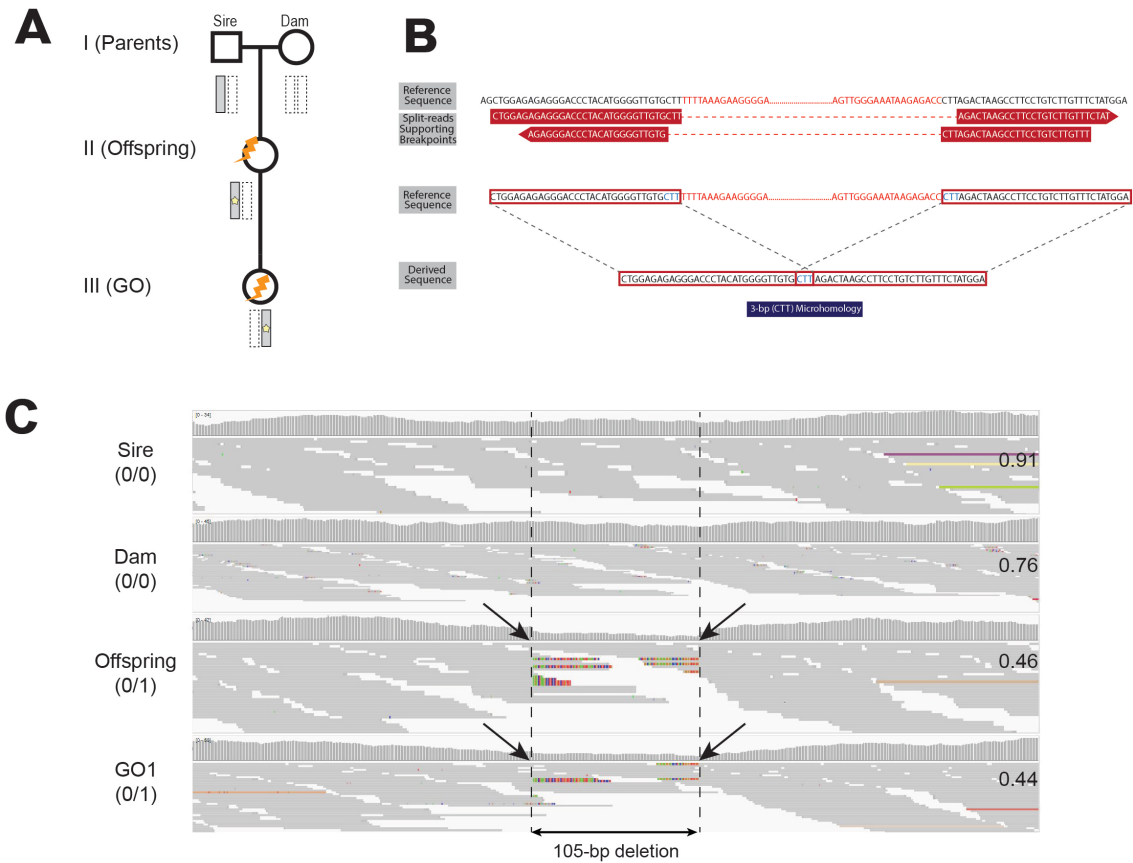 A
I (Parents)
Sire
Dam
II (Offspring)
III (GO)
B
Reference
Sequence
AGCTGGAGAGAGGGACCCTACATGGGGTTGTGCTTTTTTAAAGAAGGGGA............................AGTTGGGAAATAAGAGACCCTTAGACTAAGCCTTCCTGTCTTGTTTCTATGGA
Split-reads
Supporting
Breakpoints
CTGGAGAGAGGGACCCTACATGGGGTTGTGCTT
AGACTAAGCCTTCCTGTCTTGTTTCTAT
AGAGGGACCCTACATGGGGTTGTG
CTTAGACTAAGCCTTCCTGTCTTGTTT
Reference
Sequence
CTGGAGAGAGGGACCCTACATGGGGTTGTGCTTTTTTAAAGAAGGGGA............................AGTTGGGAAATAAGAGACCCTTAGACTAAGCCTTCCTGTCTTGTTTCTATGGA
Derived
Sequence
CTGGAGAGAGGGACCCTACATGGGGTTGTGCTTAGACTAAGCCTTCCTGTCTTGTTTCTATGGA
3-bp (CTT) Microhomology
C
Sire
(0/0)
0.91
Dam
(0/0)
0.76
Offspring
(0/1)
0.46
GO1
(0/1)
0.44
105-bp deletion